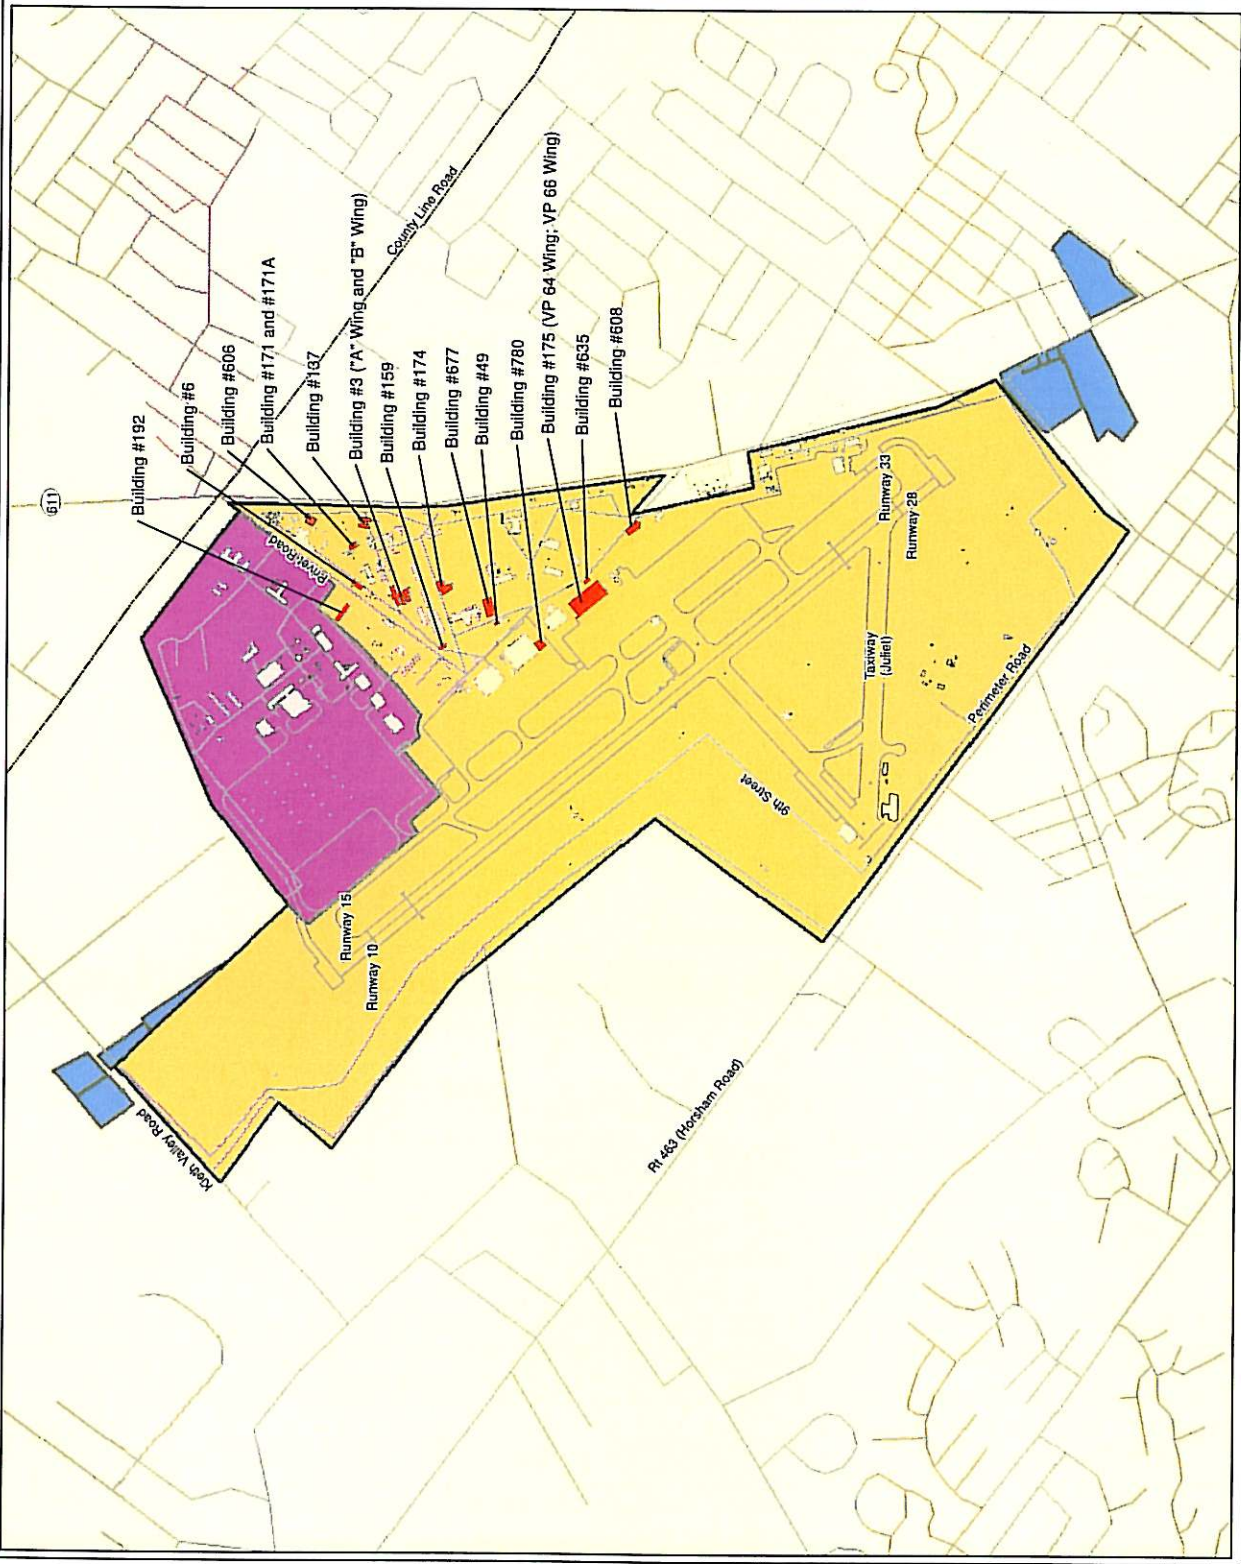 611
Building #192
Building #6
Building #606
Building #171 and #171A
Building #137
Building #3 ("A" Wing and "B" Wing)
Building #159
Building #174
Building #677
Building #49
Building #780
Building #175 (VP 64 Wing; VP 66 Wing)
Building #635
Building #608
County Line Road
Privet Road
Runway 15
Runway 10
Runway 33
Runway 28
Taxiway
(Juliet)
Perimeter Road
9th Street
Kieth Valley Road
Rt 463 (Horsham Road)